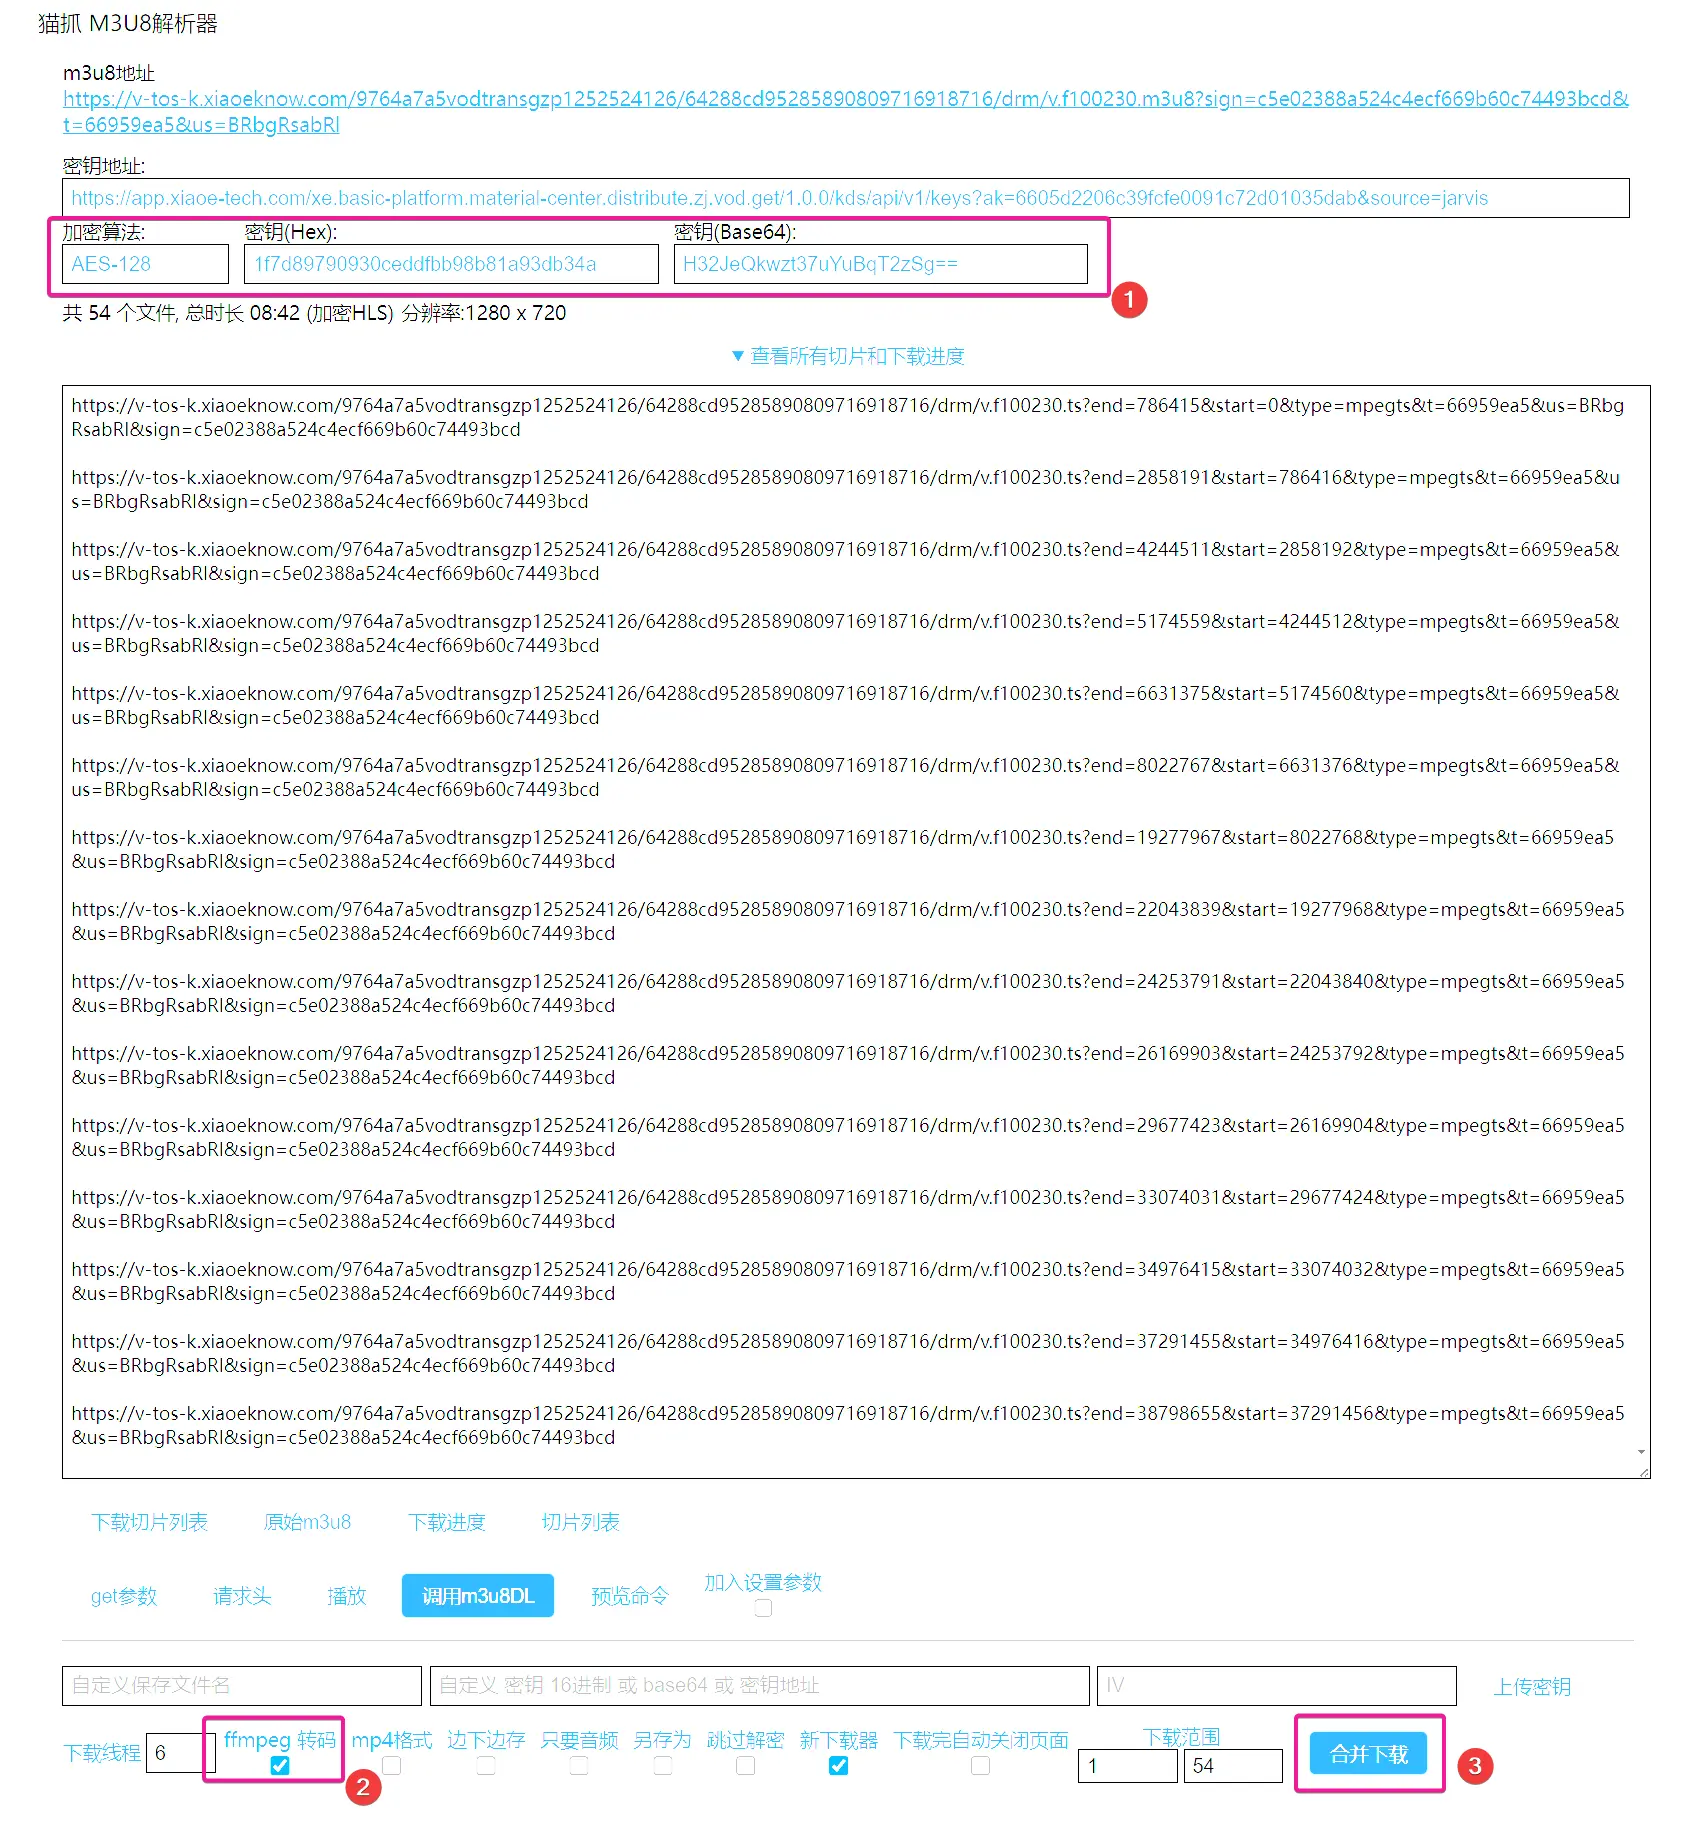 猫抓 M3U8解析器
m3u8地址
https://v-tos-k.xiaoeknow.com/9764a7a5vodtransgzp1252524126/64288cd95285890809716918716/drm/v.f100230.m3u8?sign=c5e02388a524c4ecf669b60c74493bcd&
t=66959ea5&us=BRbgRsabRl
密钥地址:
https://app.xiaoe-tech.com/xe.basic-platform.material-center.distribute.zj.vod.get/1.0.0/kds/api/v1/keys?ak=6605d2206c39fcfe0091c72d01035dab&source=jarvis
加密算法: 密钥(Hex): 密钥(Base64):
AES-128 1f7d89790930ceddfbb98b81a93db34a H32JeQkwzt37uYuBqT2zSg==
1
共 54 个文件, 总时长 08:42 (加密HLS) 分辨率:1280 x 720
▼ 查看所有切片和下载进度
https://v-tos-k.xiaoeknow.com/9764a7a5vodtransgzp1252524126/64288cd95285890809716918716/drm/v.f100230.ts?end=786415&start=0&type=mpegts&t=66959ea5&us=BRbg
RsabRl&sign=c5e02388a524c4ecf669b60c74493bcd
https://v-tos-k.xiaoeknow.com/9764a7a5vodtransgzp1252524126/64288cd95285890809716918716/drm/v.f100230.ts?end=2858191&start=786416&type=mpegts&t=66959ea5&u
s=BRbgRsabRl&sign=c5e02388a524c4ecf669b60c74493bcd
https://v-tos-k.xiaoeknow.com/9764a7a5vodtransgzp1252524126/64288cd95285890809716918716/drm/v.f100230.ts?end=4244511&start=2858192&type=mpegts&t=66959ea5&
us=BRbgRsabRl&sign=c5e02388a524c4ecf669b60c74493bcd
https://v-tos-k.xiaoeknow.com/9764a7a5vodtransgzp1252524126/64288cd95285890809716918716/drm/v.f100230.ts?end=5174559&start=4244512&type=mpegts&t=66959ea5&
us=BRbgRsabRl&sign=c5e02388a524c4ecf669b60c74493bcd
https://v-tos-k.xiaoeknow.com/9764a7a5vodtransgzp1252524126/64288cd95285890809716918716/drm/v.f100230.ts?end=6631375&start=5174560&type=mpegts&t=66959ea5&
us=BRbgRsabRl&sign=c5e02388a524c4ecf669b60c74493bcd
https://v-tos-k.xiaoeknow.com/9764a7a5vodtransgzp1252524126/64288cd95285890809716918716/drm/v.f100230.ts?end=8022767&start=6631376&type=mpegts&t=66959ea5&
us=BRbgRsabRl&sign=c5e02388a524c4ecf669b60c74493bcd
https://v-tos-k.xiaoeknow.com/9764a7a5vodtransgzp1252524126/64288cd95285890809716918716/drm/v.f100230.ts?end=19277967&start=8022768&type=mpegts&t=66959ea5
&us=BRbgRsabRl&sign=c5e02388a524c4ecf669b60c74493bcd
https://v-tos-k.xiaoeknow.com/9764a7a5vodtransgzp1252524126/64288cd95285890809716918716/drm/v.f100230.ts?end=22043839&start=19277968&type=mpegts&t=66959ea5
&us=BRbgRsabRl&sign=c5e02388a524c4ecf669b60c74493bcd
https://v-tos-k.xiaoeknow.com/9764a7a5vodtransgzp1252524126/64288cd95285890809716918716/drm/v.f100230.ts?end=24253791&start=22043840&type=mpegts&t=66959ea5
&us=BRbgRsabRl&sign=c5e02388a524c4ecf669b60c74493bcd
https://v-tos-k.xiaoeknow.com/9764a7a5vodtransgzp1252524126/64288cd95285890809716918716/drm/v.f100230.ts?end=26169903&start=24253792&type=mpegts&t=66959ea5
&us=BRbgRsabRl&sign=c5e02388a524c4ecf669b60c74493bcd
https://v-tos-k.xiaoeknow.com/9764a7a5vodtransgzp1252524126/64288cd95285890809716918716/drm/v.f100230.ts?end=29677423&start=26169904&type=mpegts&t=66959ea5
&us=BRbgRsabRl&sign=c5e02388a524c4ecf669b60c74493bcd
https://v-tos-k.xiaoeknow.com/9764a7a5vodtransgzp1252524126/64288cd95285890809716918716/drm/v.f100230.ts?end=33074031&start=29677424&type=mpegts&t=66959ea5
&us=BRbgRsabRl&sign=c5e02388a524c4ecf669b60c74493bcd
https://v-tos-k.xiaoeknow.com/9764a7a5vodtransgzp1252524126/64288cd95285890809716918716/drm/v.f100230.ts?end=34976415&start=33074032&type=mpegts&t=66959ea5
&us=BRbgRsabRl&sign=c5e02388a524c4ecf669b60c74493bcd
https://v-tos-k.xiaoeknow.com/9764a7a5vodtransgzp1252524126/64288cd95285890809716918716/drm/v.f100230.ts?end=37291455&start=34976416&type=mpegts&t=66959ea5
&us=BRbgRsabRl&sign=c5e02388a524c4ecf669b60c74493bcd
https://v-tos-k.xiaoeknow.com/9764a7a5vodtransgzp1252524126/64288cd95285890809716918716/drm/v.f100230.ts?end=38798655&start=37291456&type=mpegts&t=66959ea5
&us=BRbgRsabRl&sign=c5e02388a524c4ecf669b60c74493bcd
下载切片列表 原始m3u8 下载进度 切片列表
get参数 请求头 播放 调用m3u8DL 预览命令 加入设置参数
自定义保存文件名 自定义 密钥 16进制 或 base64 或 密钥地址 IV 上传密钥
下载线程 6 ffmpeg 转码 mp4格式 边下边存 只要音频 另存为 跳过解密 新下载器 下载完自动关闭页面 下载范围
1 54 合并下载
2 3